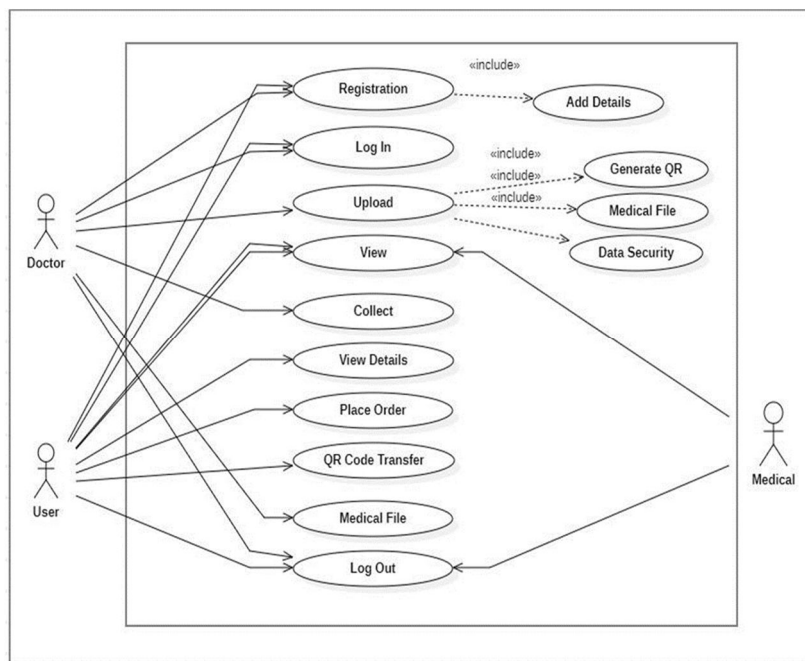 «include»
Registration
Add Details
Log In
«include»
Generate QR
«include»
«include»
Upload
Medical File
View
Data Security
Doctor
Collect
View Details
Place Order
QR Code Transfer
User
Medical
Medical File
Log Out